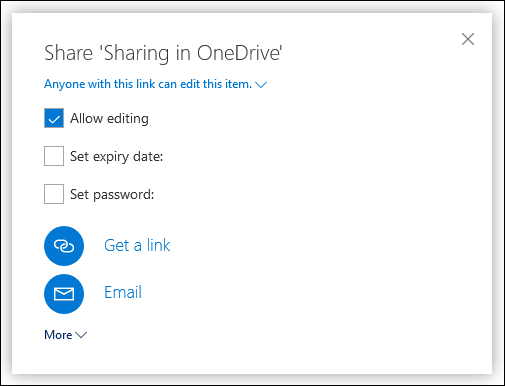 Share 'Sharing in OneDrive'
Anyone with this link can edit this item.
Allow editing
Set expiry date:
Set password:
Get a link
Email
More